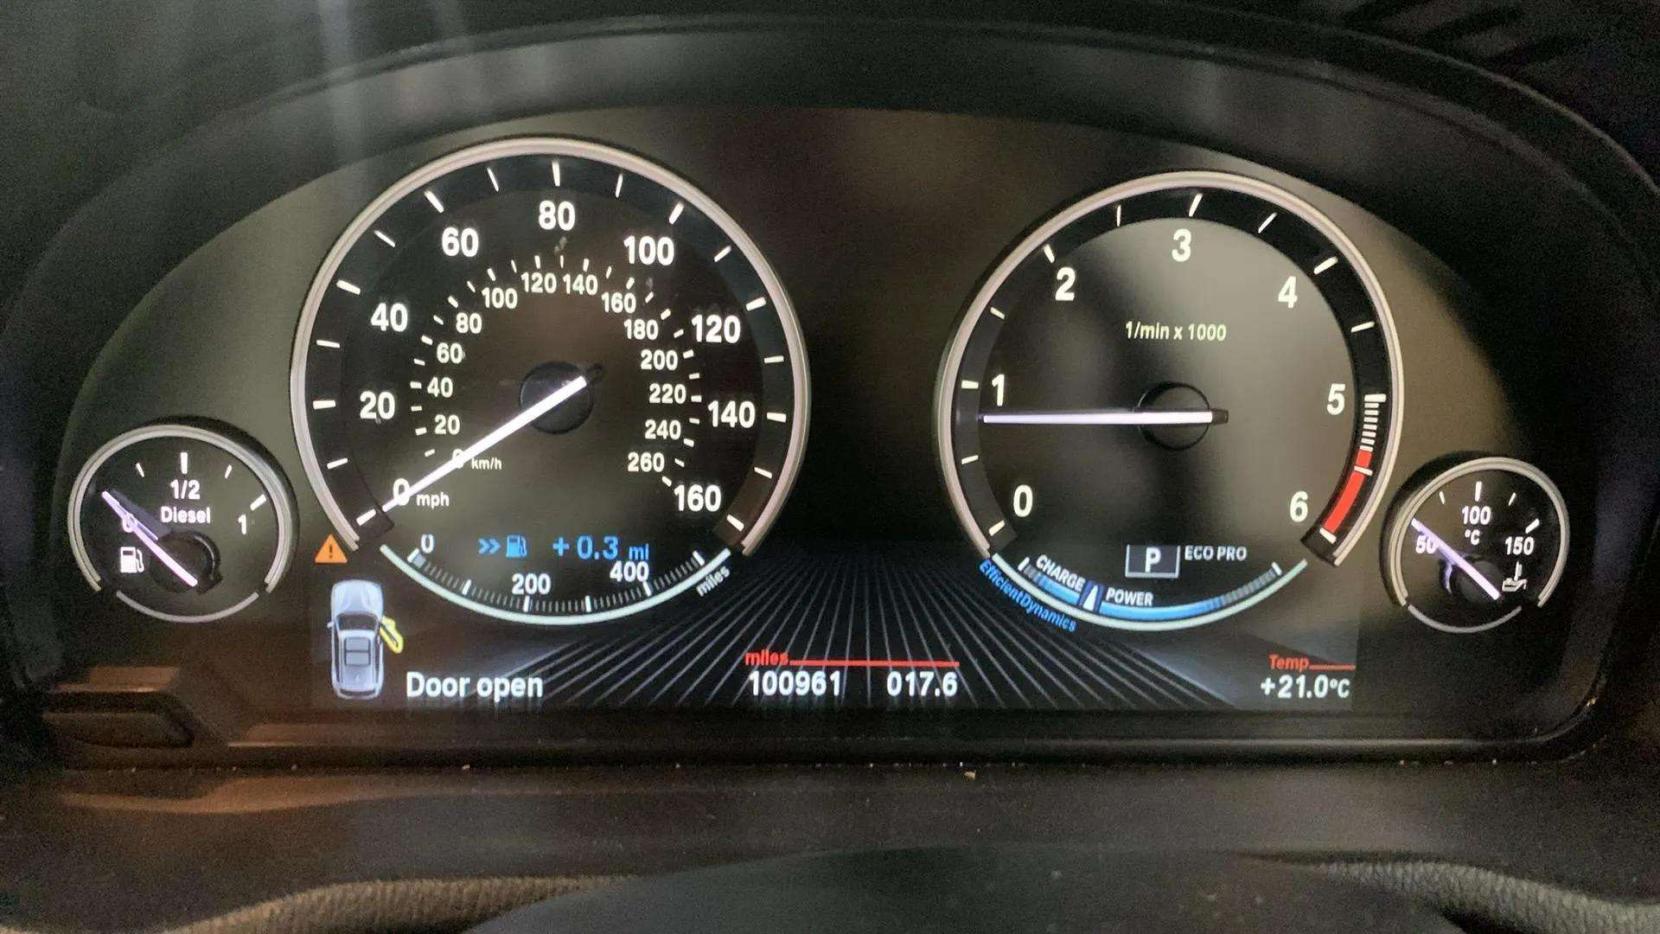 80
60
100
40
120
20
140
0 mph
160
120 140
100
160
80
180
60
200
40
220
20
240
0 km/h
260
1/2
Diesel
0
1
>> + 0.3 mi
0
200
400
miles
Door open
miles
100961 017.6
3
2
4
1/min x 1000
1
5
0
6
P ECO PRO
CHARGE POWER
EfficientDynamics
Temp
+21.0°C
100
°C
50
150